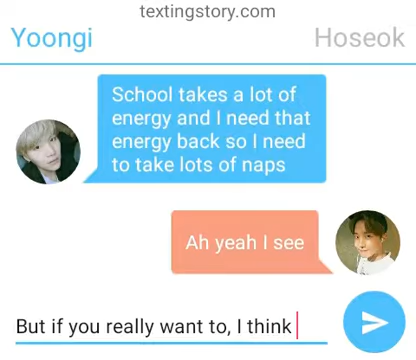 textingstory.com
Yoongi
Hoseok
School takes a lot of
energy and I need that
energy back so I need
to take lots of naps
Ah yeah I see
But if you really want to, I think